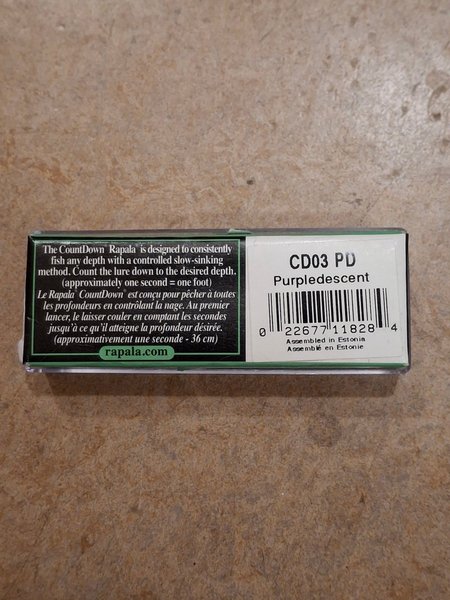 The CountDown Rapala is designed to consistently
fish any depth with a controlled slow-sinking
method. Count the lure down to the desired depth.
(approximately one second = one foot)
Le Rapala CountDown est conçu pour pêcher à toutes
les profondeurs en contrôlant la nage. Au premier
lancer, le laisser couler en comptant les secondes
jusqu'à ce qu'il atteigne la profondeur désirée.
(approximativement une seconde - 36 cm)
rapala.com
CD03 PD
Purpledescent
0 22677 11828 4
Assembled in Estonia
Assemblé en Estonie